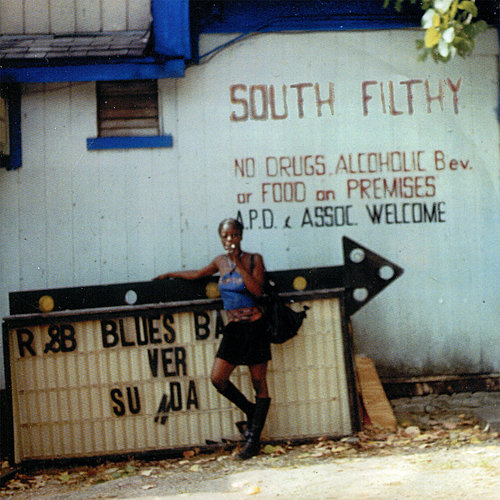 SOUTH FILTHY
NO DRUGS. ALCOHOLIC Bev.
or FOOD on PREMISES
A.P.D. & ASSOC. WELCOME
R&B BLUES BA
VER
SU DA